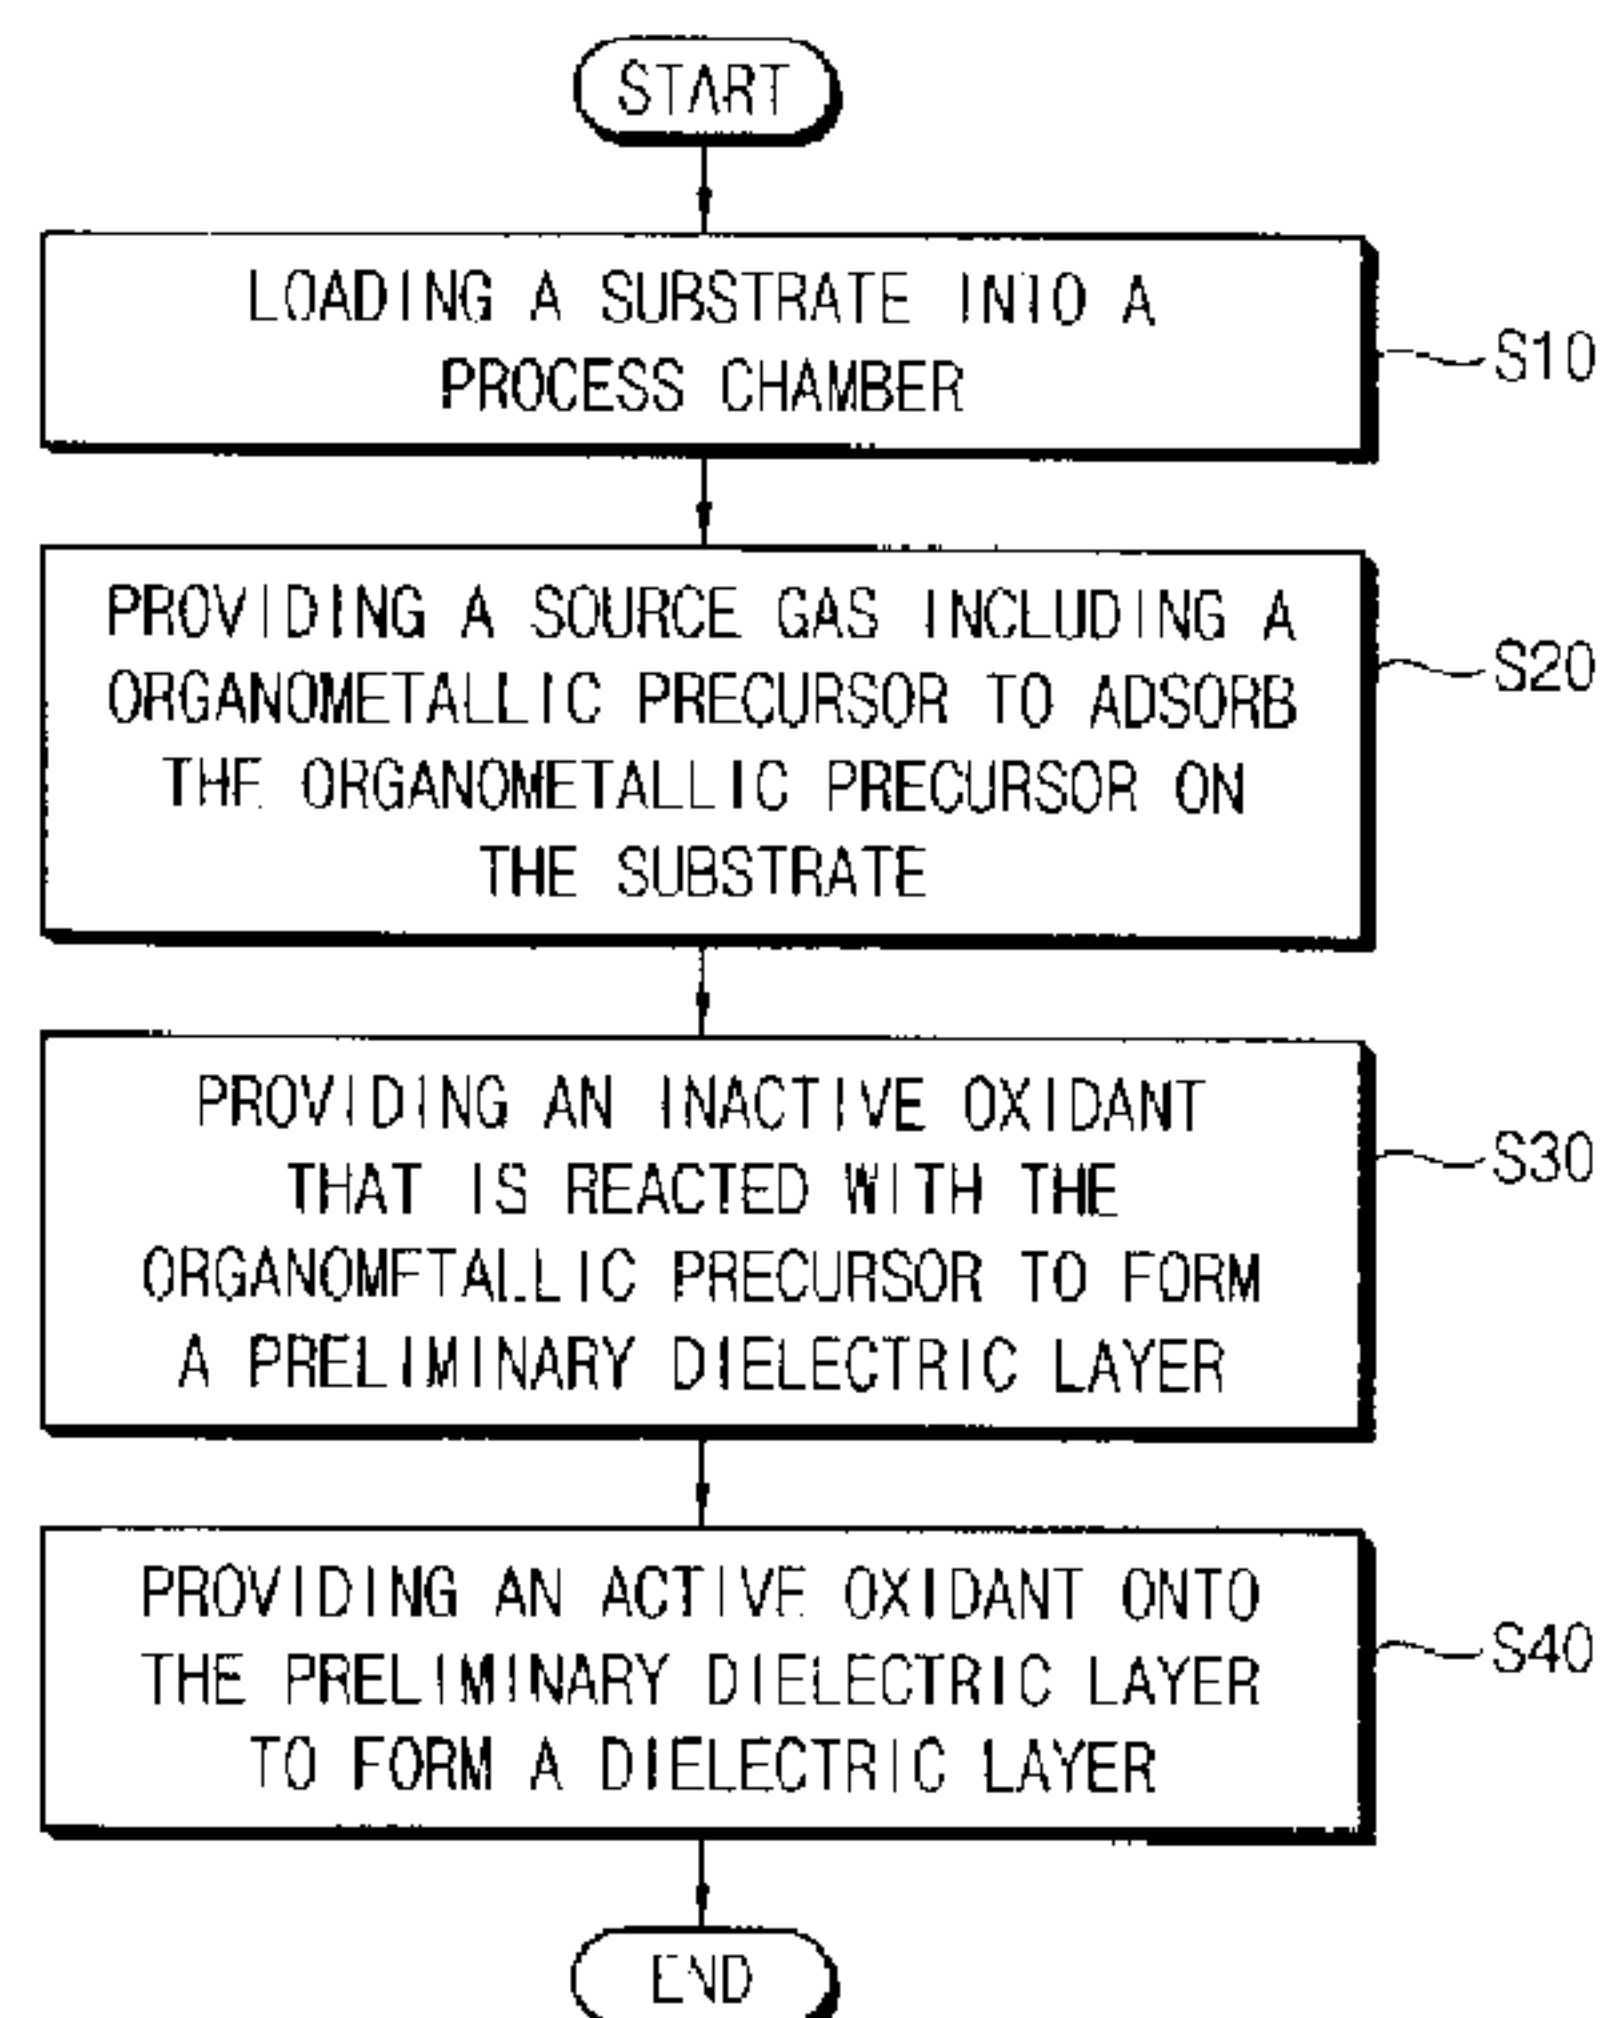 START
LOADING A SUBSTRATE INTO A
PROCESS CHAMBER
S10
PROVIDING A SOURCE GAS INCLUDING A
ORGANOMETALLIC PRECURSOR TO ADSORB
THE ORGANOMETALLIC PRECURSOR ON
THE SUBSTRATE
S20
PROVIDING AN INACTIVE OXIDANT
THAT IS REACTED WITH THE
ORGANOMETALLIC PRECURSOR TO FORM
A PRELIMINARY DIELECTRIC LAYER
S30
PROVIDING AN ACTIVE OXIDANT ONTO
THE PRELIMINARY DIELECTRIC LAYER
TO FORM A DIELECTRIC LAYER
S40
END